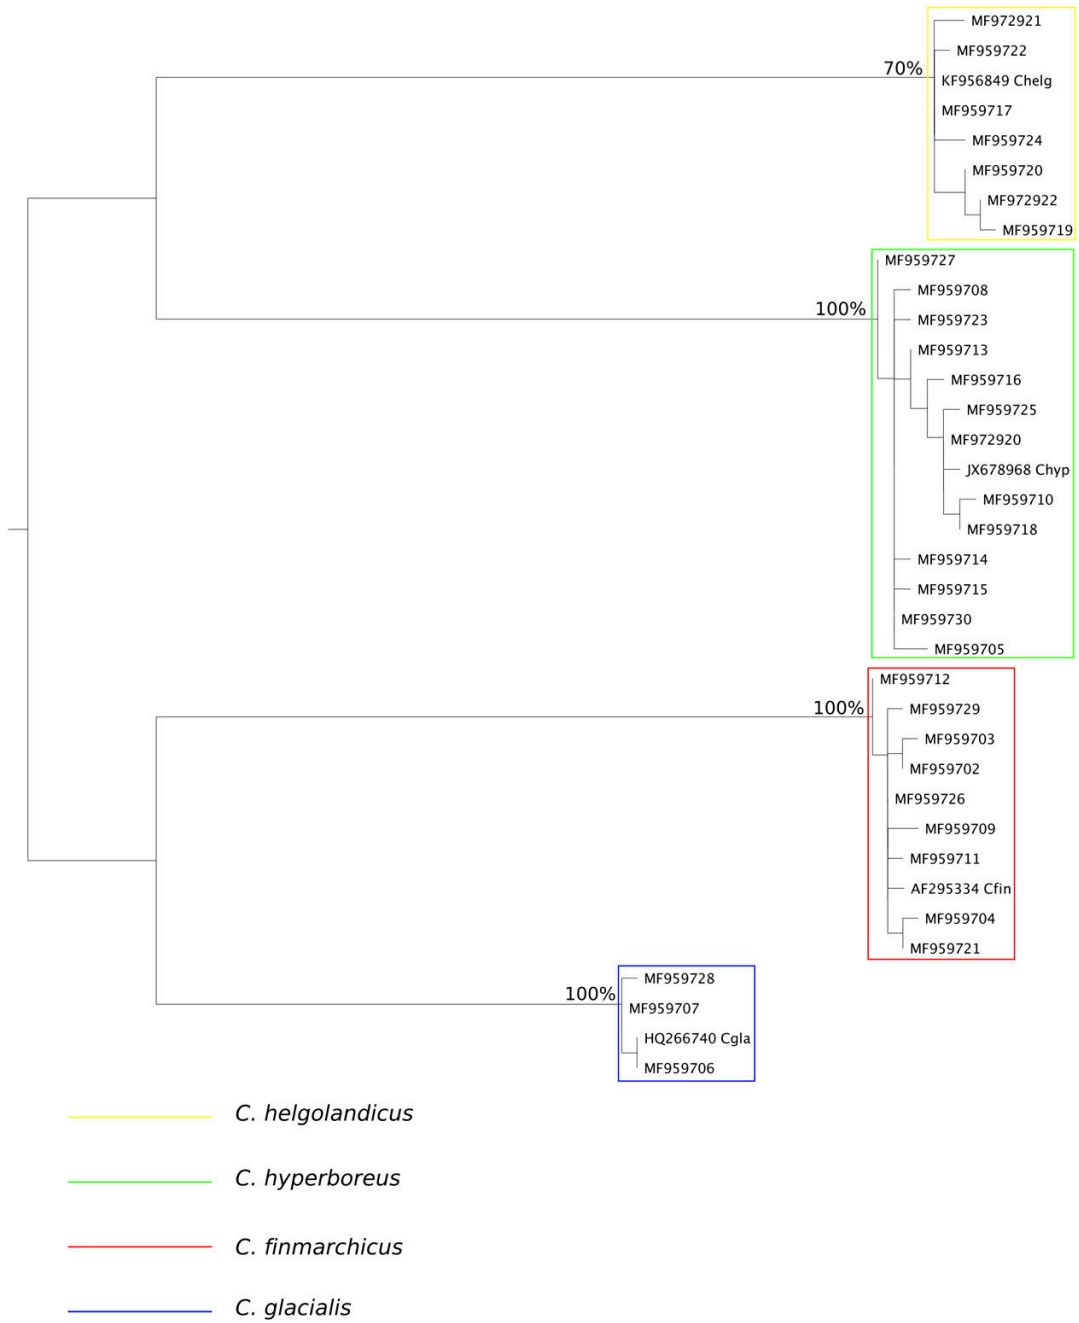 MF972921
MF959722
70%
KF956849 Chelg
MF959717
MF959724
MF959720
MF972922
MF959719
MF959727
MF959708
100%
MF959723
MF959713
MF959716
MF959725
MF972920
JX678968 Chyp
MF959710
MF959718
MF959714
MF959715
MF959730
MF959705
MF959712
100%
MF959729
MF959703
MF959702
MF959726
MF959709
MF959711
AF295334 Cfin
MF959704
MF959721
MF959728
100%
MF959707
HQ266740 Cgla
MF959706
C. helgolandicus
C. hyperboreus
C. finmarchicus
C. glacialis